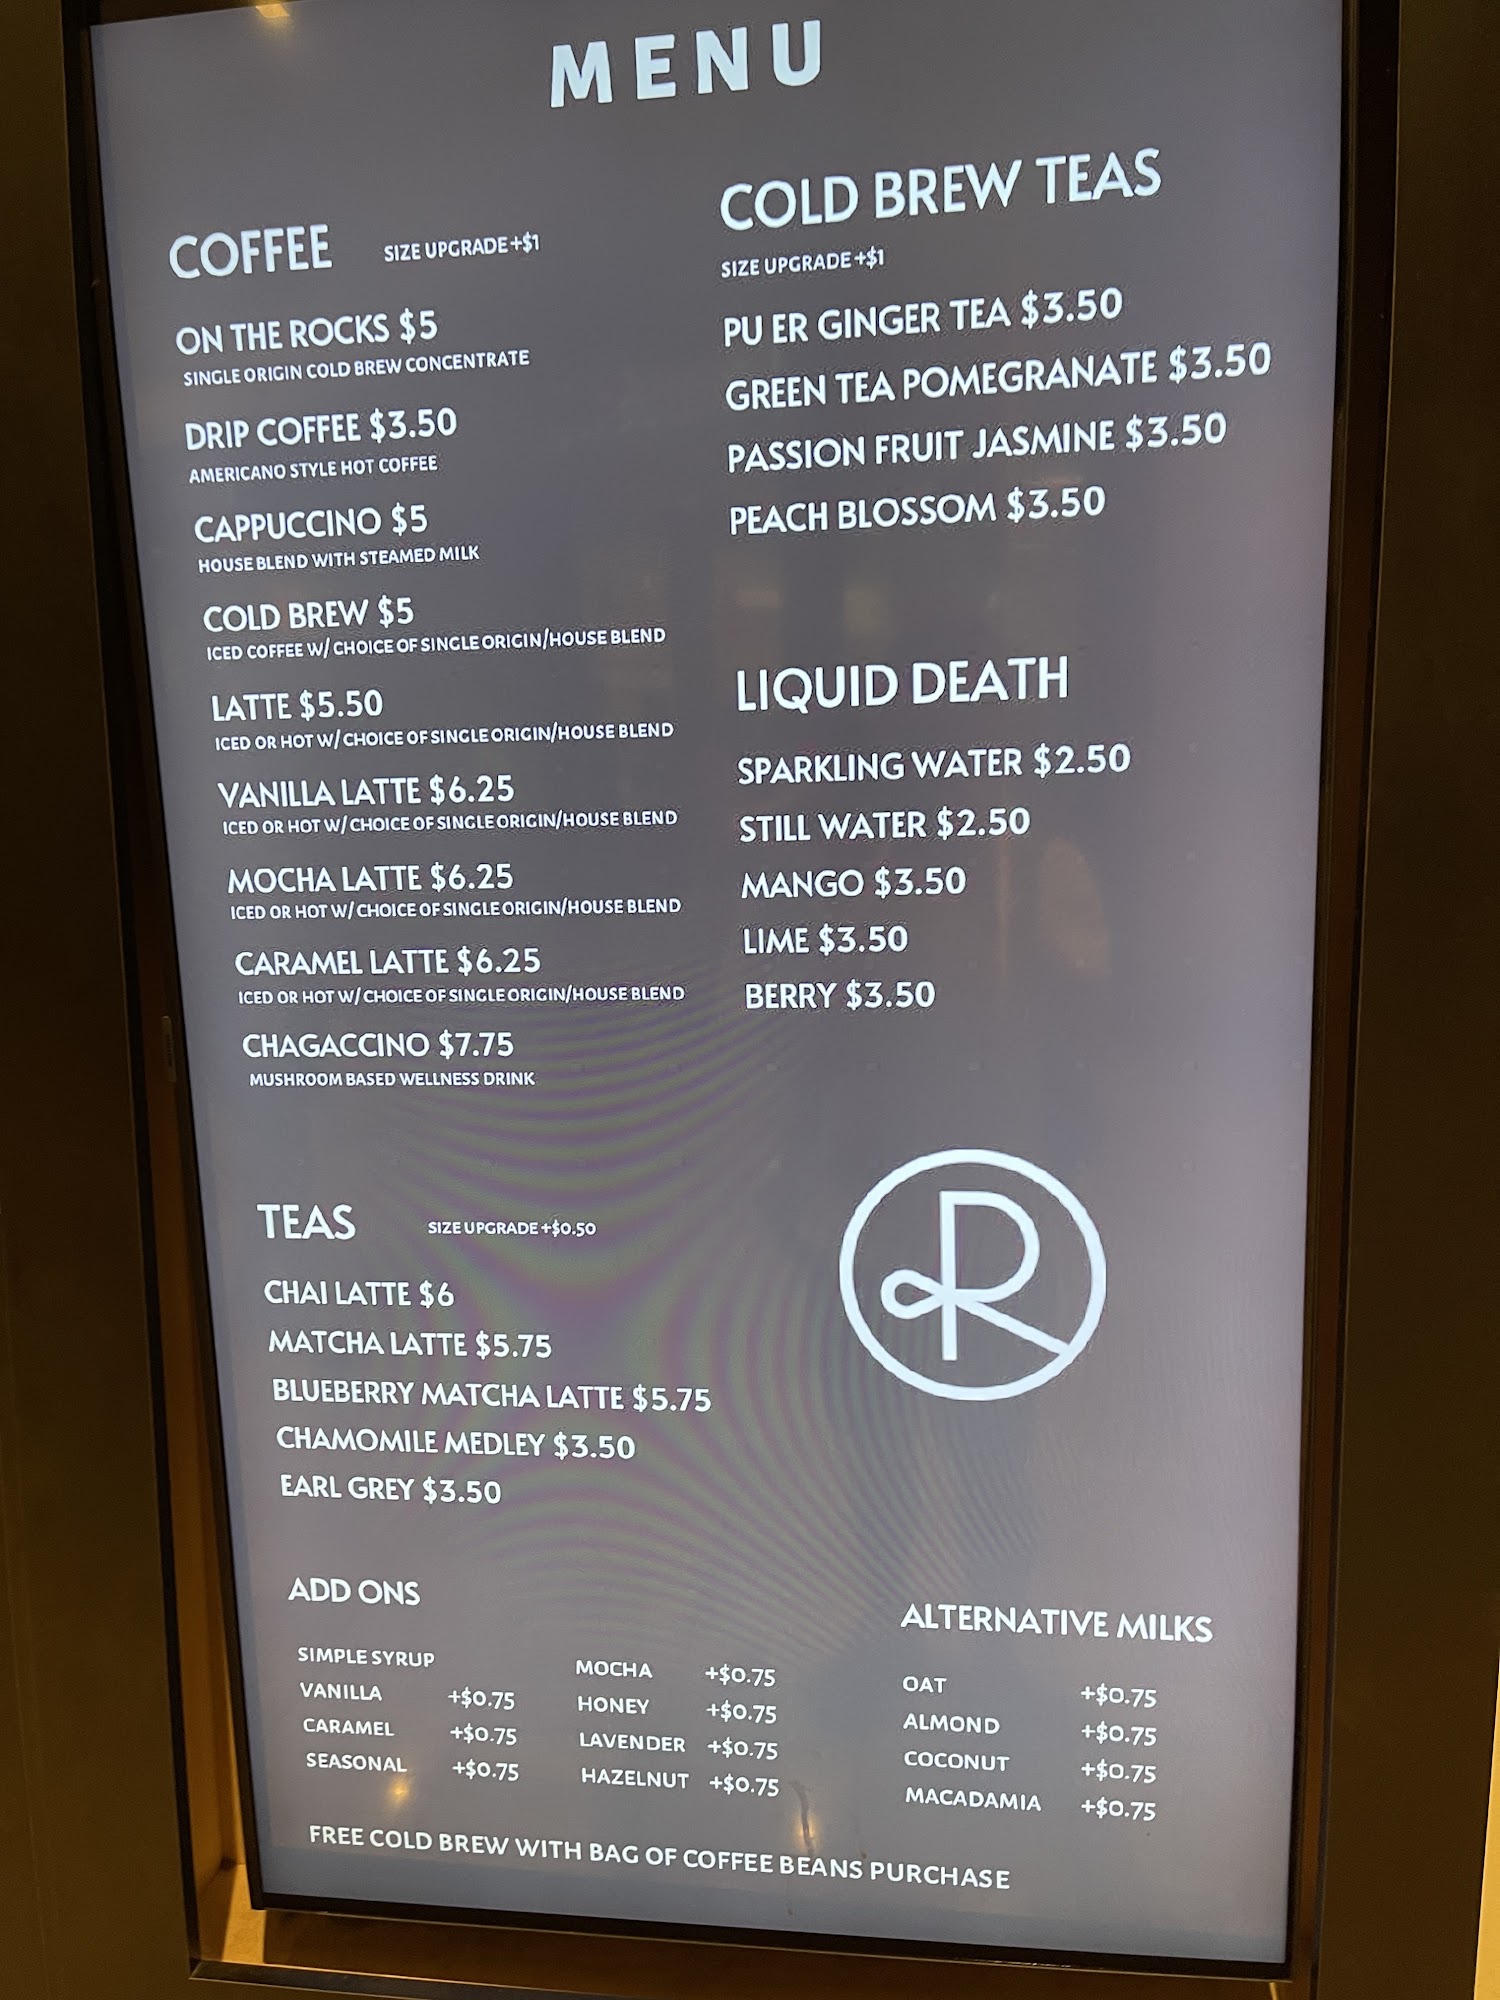 MENU
COFFEE SIZE UPGRADE +$1
ON THE ROCKS $5
SINGLE ORIGIN COLD BREW CONCENTRATE
DRIP COFFEE $3.50
AMERICANO STYLE HOT COFFEE
CAPPUCCINO $5
HOUSE BLEND WITH STEAMED MILK
COLD BREW $5
ICED COFFEE W/ CHOICE OF SINGLE ORIGIN/HOUSE BLEND
LATTE $5.50
ICED OR HOT W/ CHOICE OF SINGLE ORIGIN/HOUSE BLEND
VANILLA LATTE $6.25
ICED OR HOT W/ CHOICE OF SINGLE ORIGIN/HOUSE BLEND
MOCHA LATTE $6.25
ICED OR HOT W/ CHOICE OF SINGLE ORIGIN/HOUSE BLEND
CARAMEL LATTE $6.25
ICED OR HOT W/ CHOICE OF SINGLE ORIGIN/HOUSE BLEND
CHAGACCINO $7.75
MUSHROOM BASED WELLNESS DRINK
TEAS SIZE UPGRADE +$0.50
CHAI LATTE $6
MATCHA LATTE $5.75
BLUEBERRY MATCHA LATTE $5.75
CHAMOMILE MEDLEY $3.50
EARL GREY $3.50
COLD BREW TEAS
SIZE UPGRADE +$1
PU ER GINGER TEA $3.50
GREEN TEA POMEGRANATE $3.50
PASSION FRUIT JASMINE $3.50
PEACH BLOSSOM $3.50
LIQUID DEATH
SPARKLING WATER $2.50
STILL WATER $2.50
MANGO $3.50
LIME $3.50
BERRY $3.50
R
ADD ONS
SIMPLE SYRUP
VANILLA +$0.75
CARAMEL +$0.75
SEASONAL +$0.75
MOCHA +$0.75
HONEY +$0.75
LAVENDER +$0.75
HAZELNUT +$0.75
ALTERNATIVE MILKS
OAT +$0.75
ALMOND +$0.75
COCONUT +$0.75
MACADAMIA +$0.75
FREE COLD BREW WITH BAG OF COFFEE BEANS PURCHASE